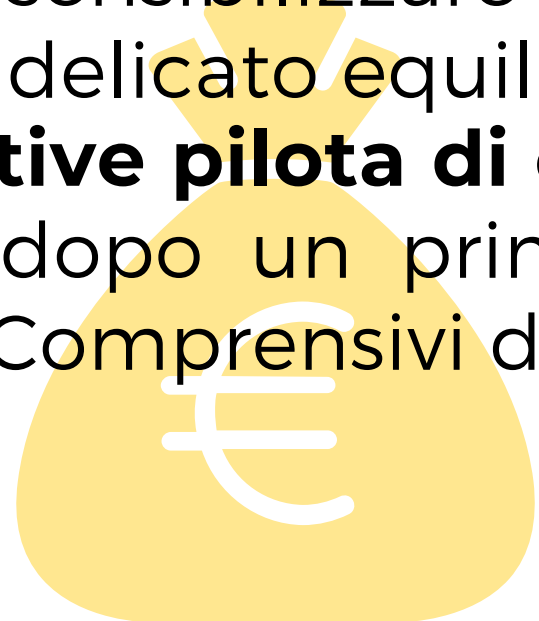 delicato equil
tive pilota di
dopo un prin
Comprensivi d
€